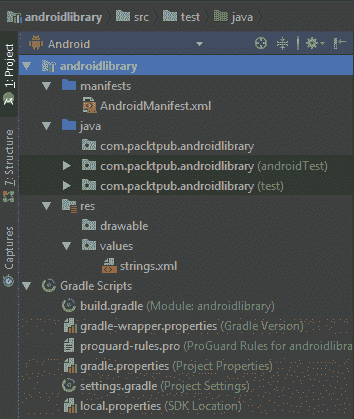 androidlibrary src test java
1: Project
Z: Structure
Captures
Android
androidlibrary
manifests
AndroidManifest.xml
java
com.packtpub.androidlibrary
com.packtpub.androidlibrary (androidTest)
com.packtpub.androidlibrary (test)
res
drawable
values
strings.xml
Gradle Scripts
build.gradle (Module: androidlibrary)
gradle-wrapper.properties (Gradle Version)
proguard-rules.pro (ProGuard Rules for androidlibra
gradle.properties (Project Properties)
settings.gradle (Project Settings)
local.properties (SDK Location)